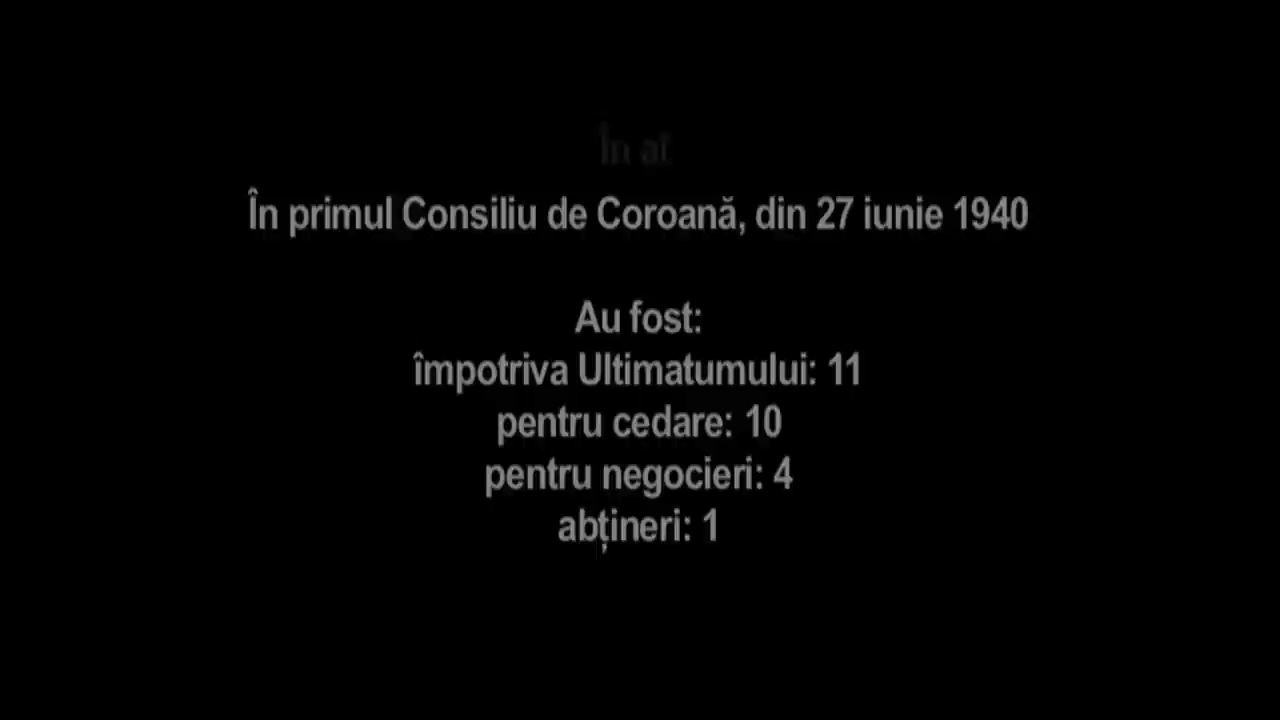 În primul Consiliu de Coroană, din 27 iunie 1940
Au fost:
împotriva Ultimatumului: 11
pentru cedare: 10
pentru negocieri: 4
abțineri: 1